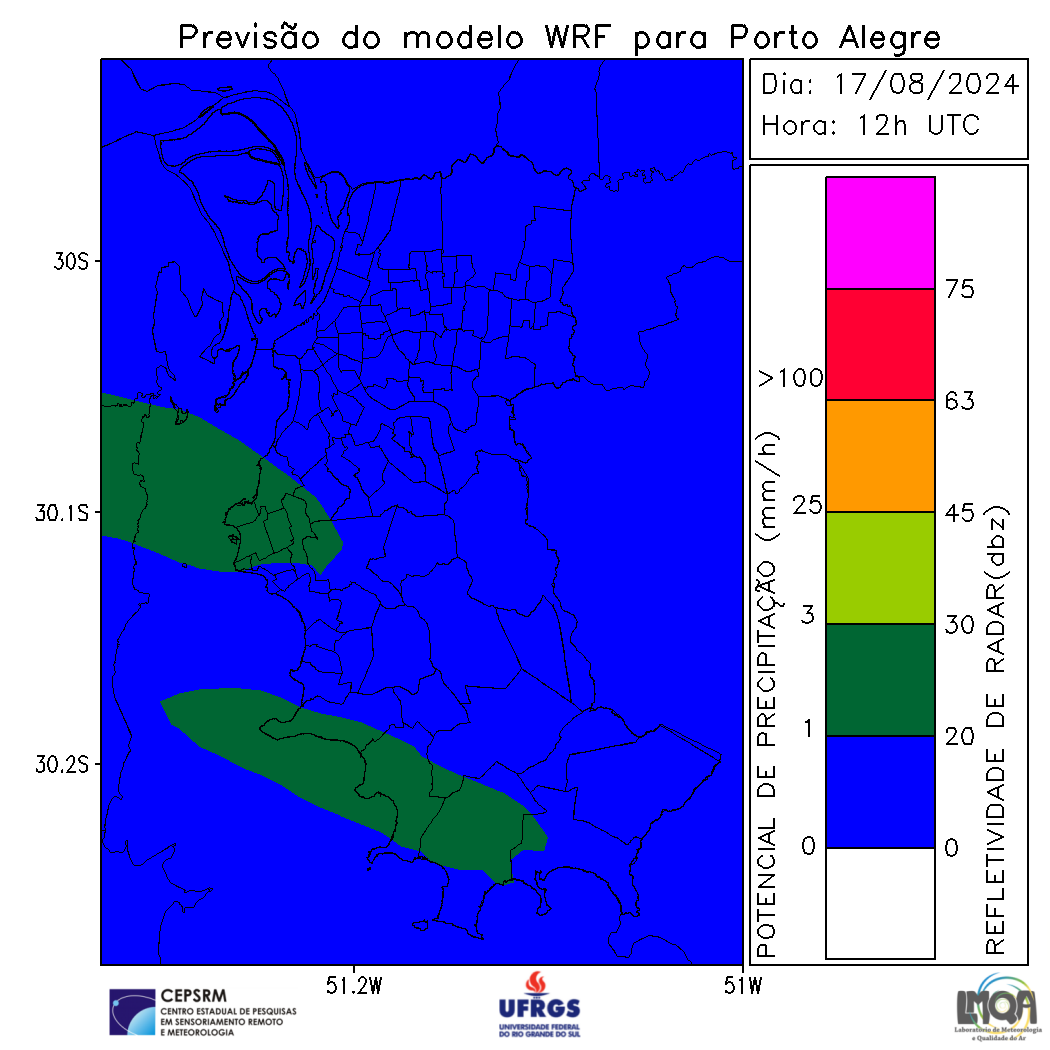 Previsão do modelo WRF para Porto Alegre
Dia: 17/08/2024
Hora: 12h UTC
30S
30.1S
30.2S
51.2W
51W
POTENCIAL DE PRECIPITAÇÃO (mm/h)
>100
25
3
1
0
75
63
45
30
20
0
REFLETIVIDADE DE RADAR(dbz)
CEPSRM
CENTRO ESTADUAL DE PESQUISAS
EM SENSORIAMENTO REMOTO
E METEOROLOGIA
UFRGS
UNIVERSIDADE FEDERAL
DO RIO GRANDE DO SUL
LMQA
Laboratório de Meteorologia
e Qualidade do Ar